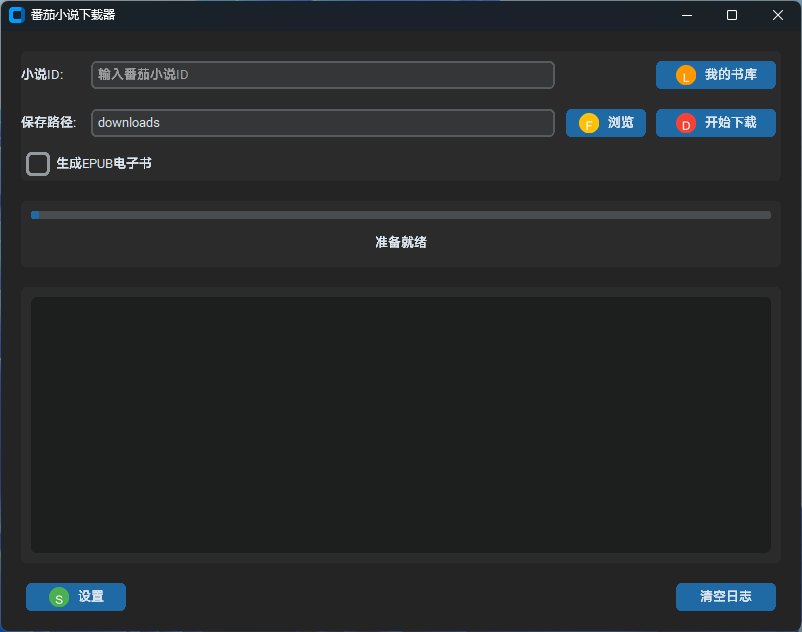 番茄小说下载器
小说ID:
输入番茄小说ID
L 我的书库
保存路径:
downloads
F 浏览
D 开始下载
生成EPUB电子书
准备就绪
S 设置
清空日志